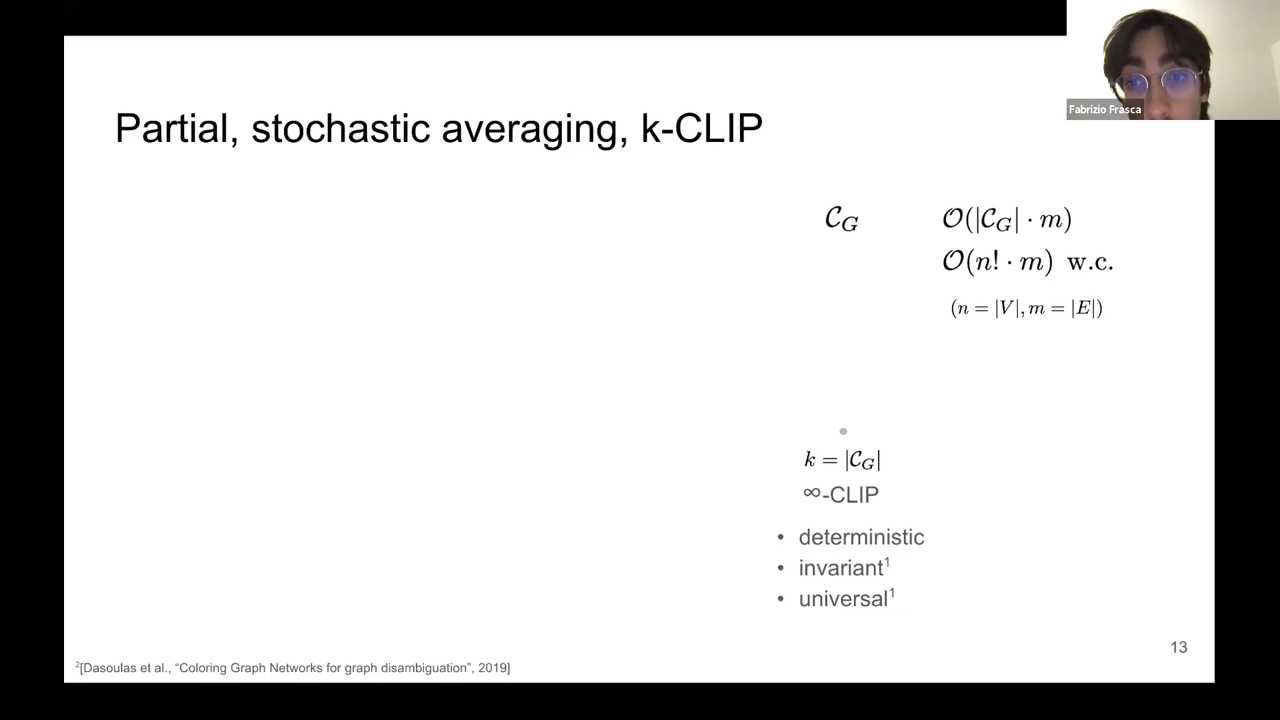 Fabrizio Frasca
Partial, stochastic averaging, k-CLIP
𝒞_G 𝒪(|𝒞_G| · m)
𝒪(n! · m) w.c.
(n = |V|, m = |E|)
k = |𝒞_G|
∞-CLIP
• deterministic
• invariant¹
• universal¹
13
²[Dasoulas et al., “Coloring Graph Networks for graph disambiguation”, 2019]